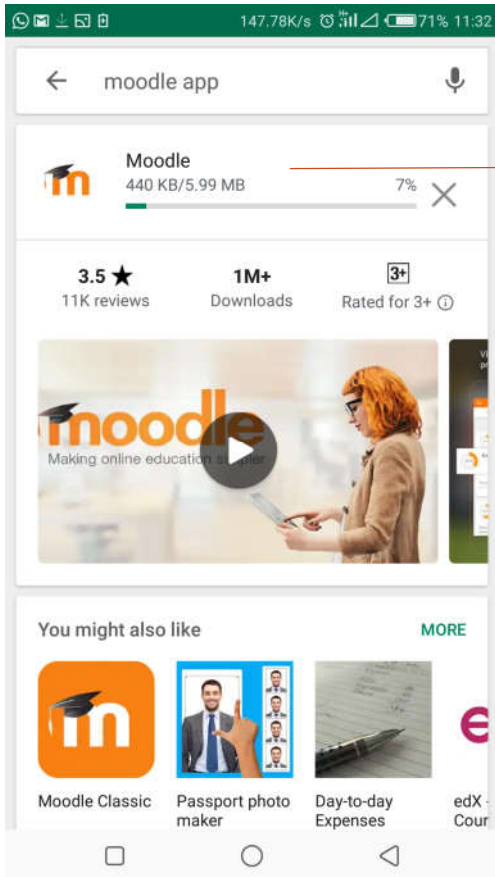 147.78K/s 71% 11:32
moodle app
Moodle
440 KB/5.99 MB 7%
3.5 ★ 1M+ 3+
11K reviews Downloads Rated for 3+
moodle
Making online education simpler
You might also like MORE
Moodle Classic Passport photo Day-to-day edX -
maker Expenses Cour